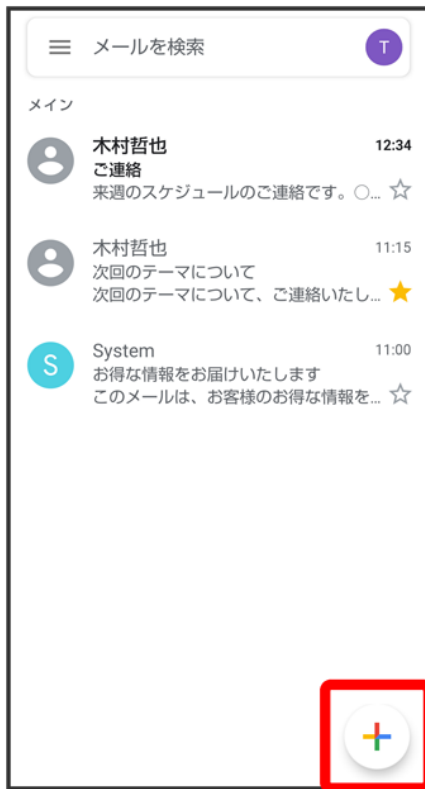 メールを検索
T
メイン
木村哲也 12:34
ご連絡
来週のスケジュールのご連絡です。○...
木村哲也 11:15
次回のテーマについて
次回のテーマについて、ご連絡いたし...
S
System 11:00
お得な情報をお届けいたします
このメールは、お客様のお得な情報を...